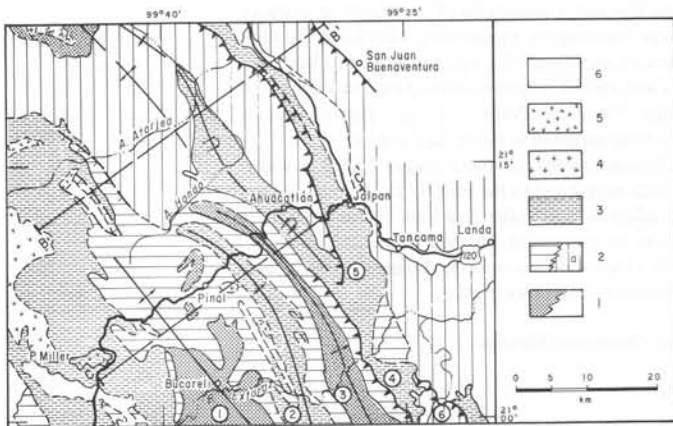 99° 40'
99° 25'
B'
San Juan
Buenaventura
A. Atarjea
21°
15'
A. Hondo
Ahuacatlán
Jalpan
C'
Tancama
Landa
120
B
5
Pinal
P. Miller
Bucareli
R. Extoraz
C
1
2
3
4
6
21°
00'
6
5
4
3
a
2
1
0 5 10 20
km